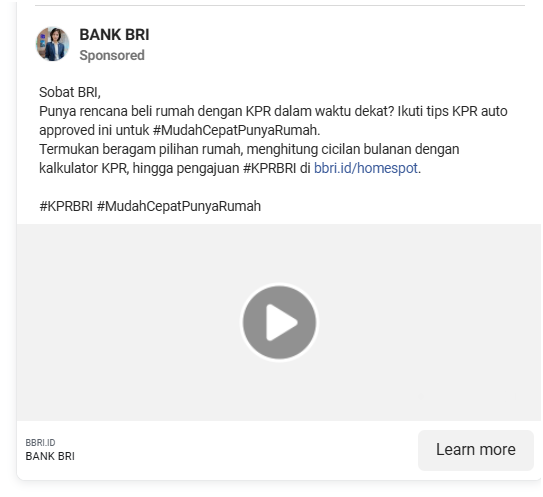 BANK BRI
Sponsored
Sobat BRI,
Punya rencana beli rumah dengan KPR dalam waktu dekat? Ikuti tips KPR auto
approved ini untuk #MudahCepatPunyaRumah.
Termukan beragam pilihan rumah, menghitung cicilan bulanan dengan
kalkulator KPR, hingga pengajuan #KPRBRI di bbri.id/homespot.
#KPRBRI #MudahCepatPunyaRumah
BBRI.ID
BANK BRI
Learn more